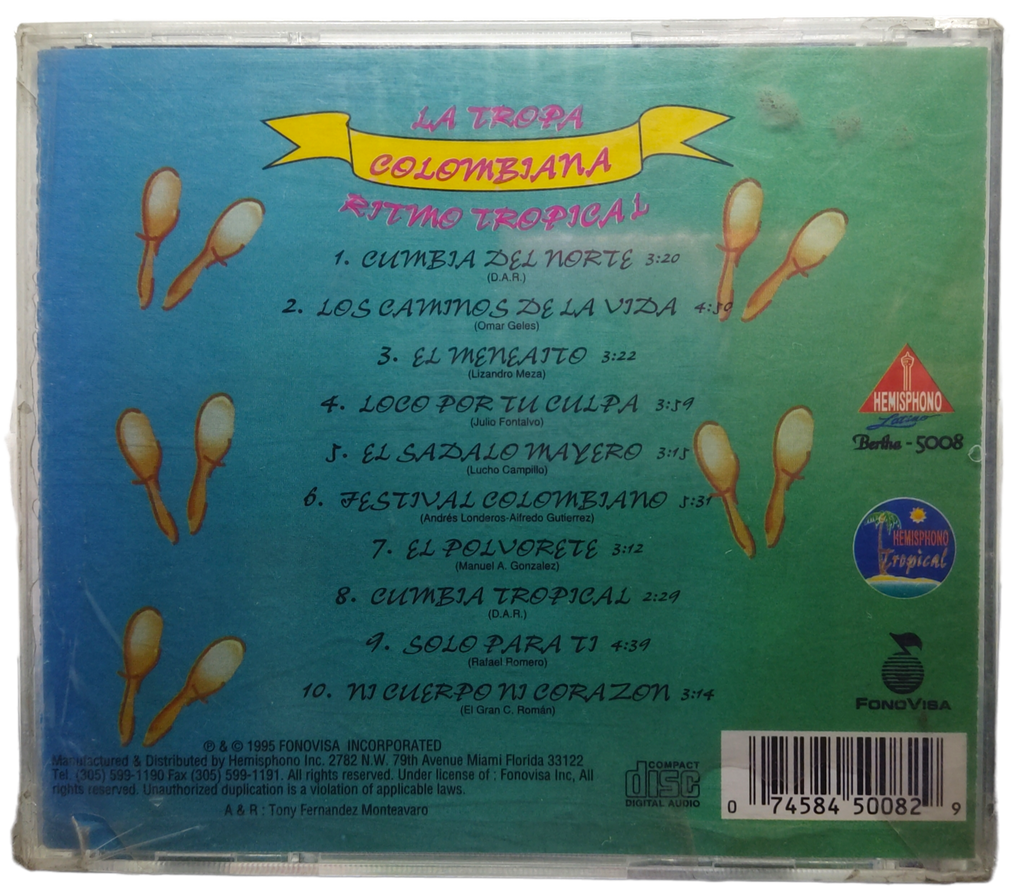 LA TROPA
COLOMBIANA
RITMO TROPICAL
1. CUMBIA DEL NORTE 3:20
(D.A.R.)
2. LOS CAMINOS DE LA VIDA 4:59
(Omar Geles)
3. EL MENEAITO 3:22
(Lizandro Meza)
4. LOCO POR TU CULPA 3:59
(Julio Fontalvo)
5. EL SADALO MAYERO 3:15
(Lucho Campillo)
6. FESTIVAL COLOMBIANO 5:31
(Andrés Londeros-Alfredo Gutierrez)
7. EL POLVORETE 3:12
(Manuel A. Gonzalez)
8. CUMBIA TROPICAL 2:29
(D.A.R.)
9. SOLO PARA TI 4:39
(Rafael Romero)
10. NI CUERPO NI CORAZON 3:14
(El Gran C. Román)
HEMISPHONO
Latino
Bertha - 5008
HEMISPHONO
Tropical
FONOVISA
℗ & © 1995 FONOVISA INCORPORATED
Manufactured & Distributed by Hemisphono Inc. 2782 N.W. 79th Avenue Miami Florida 33122
Tel. (305) 599-1190 Fax (305) 599-1191. All rights reserved. Under license of : Fonovisa Inc, All
rights reserved. Unauthorized duplication is a violation of applicable laws.
A & R : Tony Fernandez Monteavaro
COMPACT
disc
DIGITAL AUDIO
0 74584 50082 9